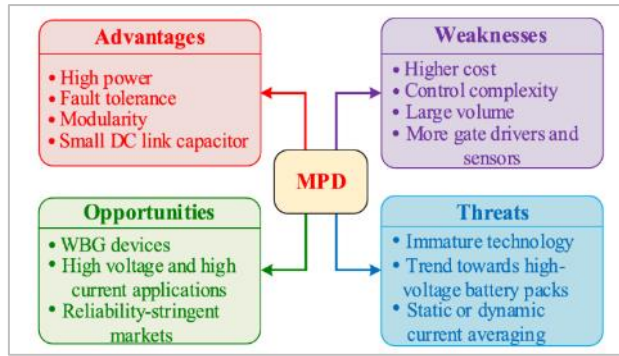 Advantages
• High power
• Fault tolerance
• Modularity
• Small DC link capacitor
Weaknesses
• Higher cost
• Control complexity
• Large volume
• More gate drivers and
sensors
MPD
Opportunities
• WBG devices
• High voltage and high
current applications
• Reliability-stringent
markets
Threats
• Immature technology
• Trend towards high-
voltage battery packs
• Static or dynamic
current averaging